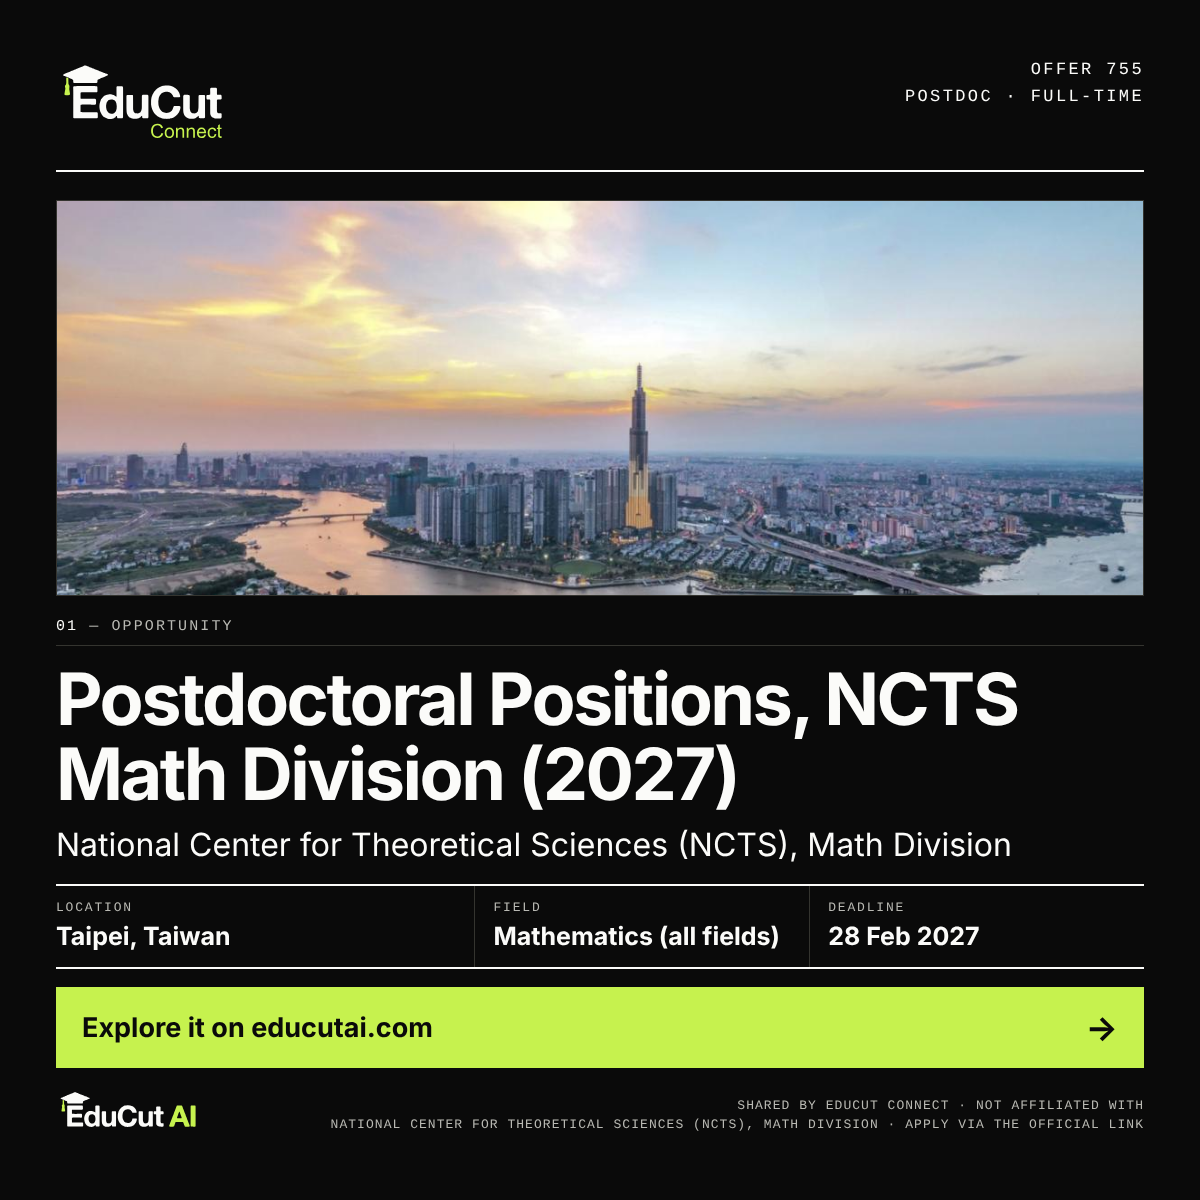 EduCut
Connect
OFFER 755
POSTDOC · FULL-TIME
01 — OPPORTUNITY
Postdoctoral Positions, NCTS
Math Division (2027)
National Center for Theoretical Sciences (NCTS), Math Division
LOCATION
Taipei, Taiwan
FIELD
Mathematics (all fields)
DEADLINE
28 Feb 2027
Explore it on educutai.com →
EduCut AI
SHARED BY EDUCUT CONNECT · NOT AFFILIATED WITH
NATIONAL CENTER FOR THEORETICAL SCIENCES (NCTS), MATH DIVISION · APPLY VIA THE OFFICIAL LINK